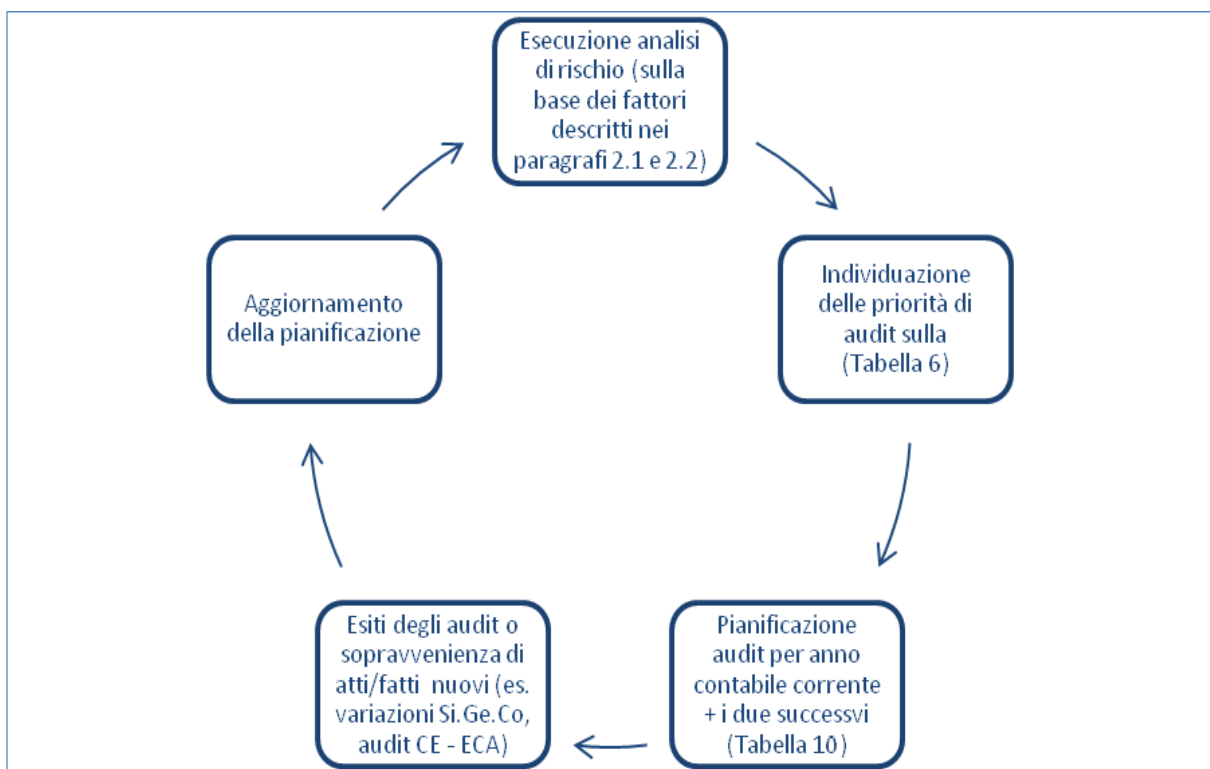 Esecuzione analisi
di rischio (sulla
base dei fattori
descritti nei
paragrafi 2.1 e 2.2)
Individuazione
delle priorità di
audit sulla
(Tabella 6)
Pianificazione
audit per anno
contabile corrente
+ i due successvi
(Tabella 10)
Esiti degli audit o
sopravvenienza di
atti/fatti nuovi (es.
variazioni Si.Ge.Co,
audit CE - ECA)
Aggiornamento
della pianificazione